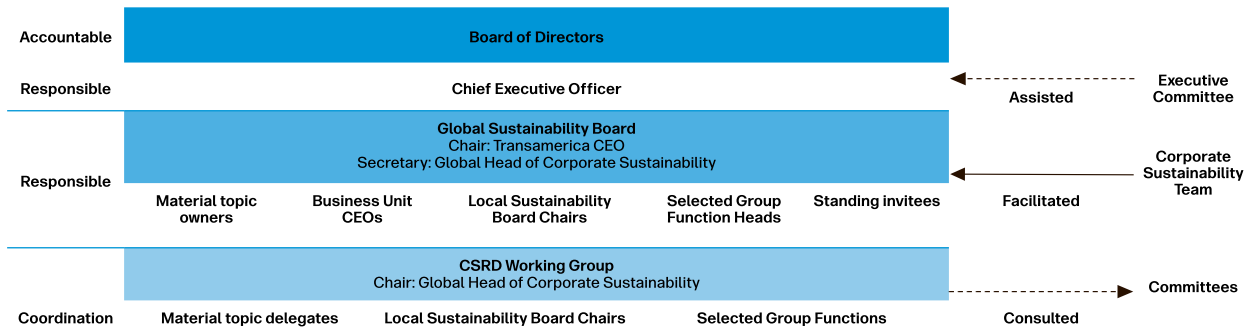 Accountable
Board of Directors
Responsible
Chief Executive Officer
Assisted
Executive
Committee
Responsible
Global Sustainability Board
Chair: Transamerica CEO
Secretary: Global Head of Corporate Sustainability
Corporate
Sustainability
Team
Facilitated
Material topic
owners
Business Unit
CEOs
Local Sustainability
Board Chairs
Selected Group
Function Heads
Standing invitees
CSRD Working Group
Chair: Global Head of Corporate Sustainability
Committees
Coordination
Material topic delegates
Local Sustainability Board Chairs
Selected Group Functions
Consulted